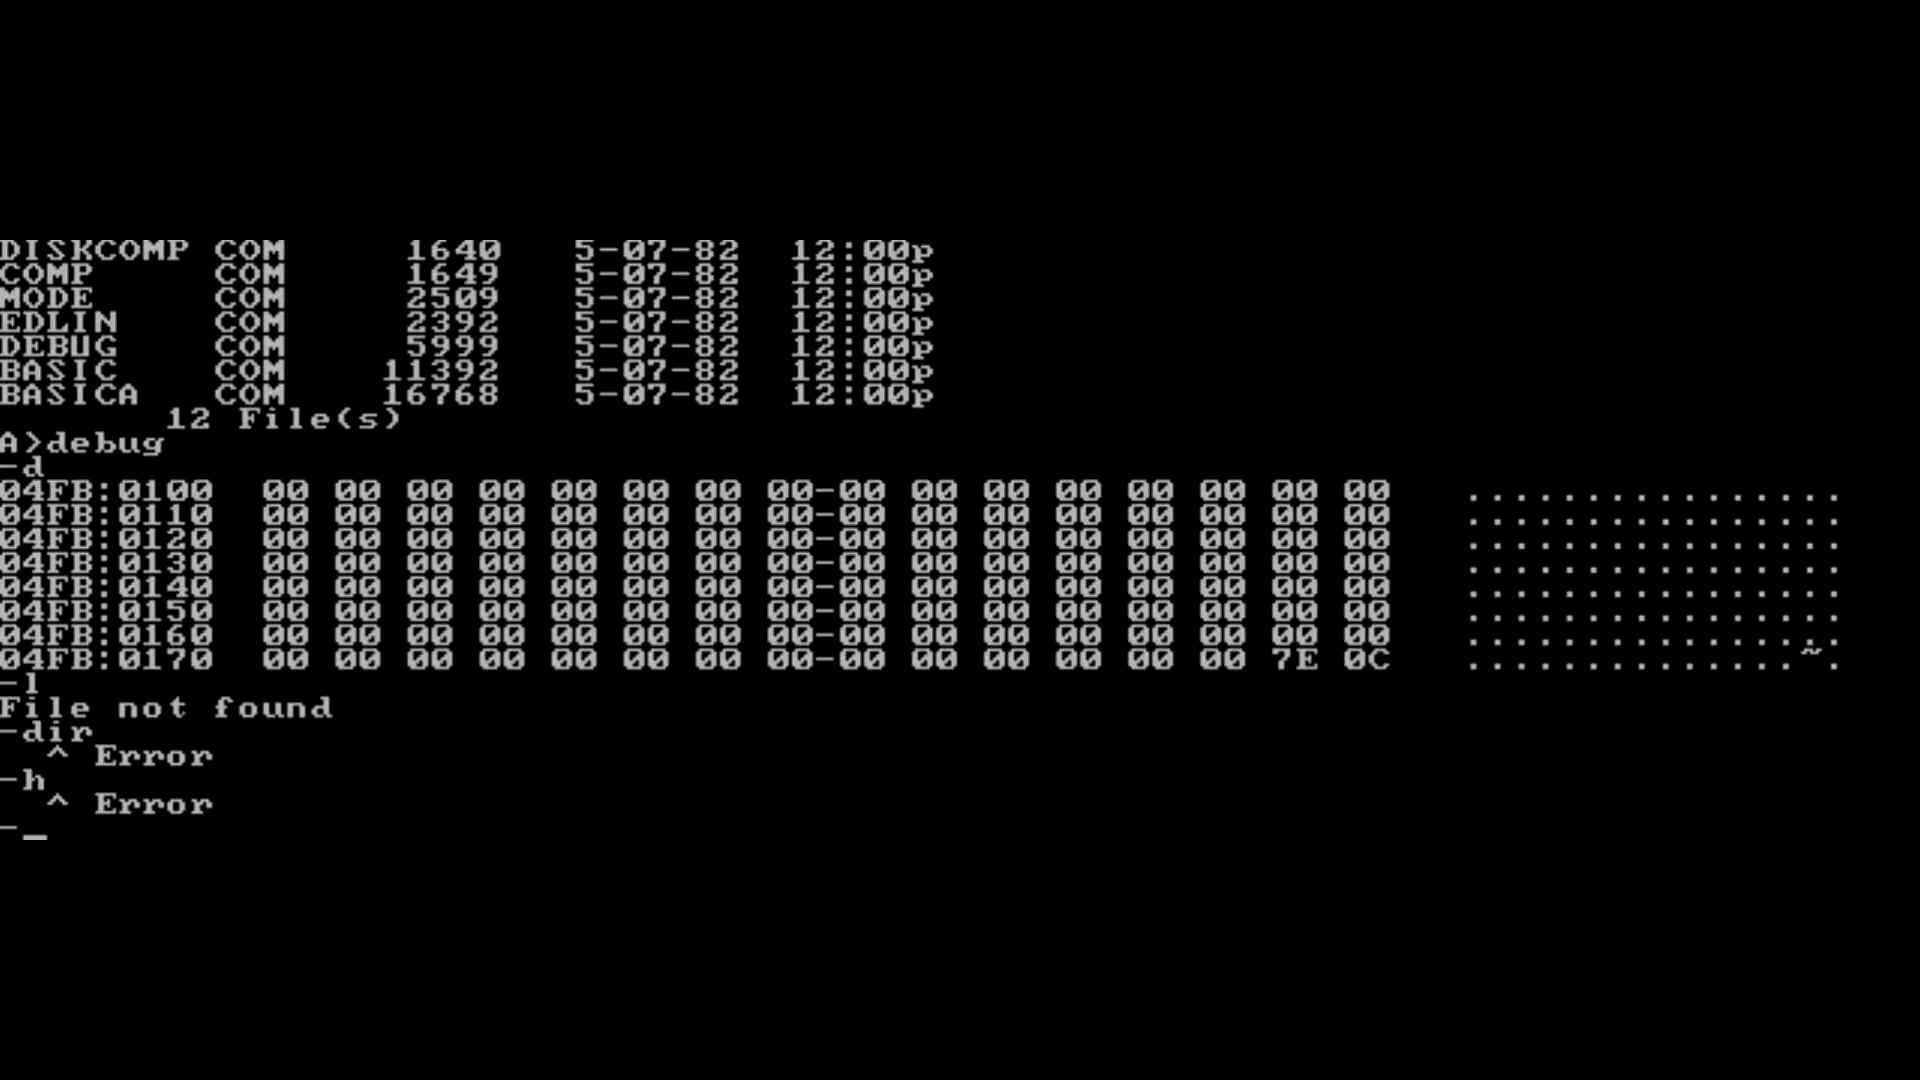 DISKCOMP COM     1640   5-07-82  12:00p
COMP     COM     1649   5-07-82  12:00p
MODE     COM     2509   5-07-82  12:00p
EDLIN    COM     2392   5-07-82  12:00p
DEBUG    COM     5999   5-07-82  12:00p
BASIC    COM    11392   5-07-82  12:00p
BASICA   COM    16768   5-07-82  12:00p
       12 File(s)
A>debug
-d
04FB:0100  00 00 00 00 00 00 00 00-00 00 00 00 00 00 00 00   ................
04FB:0110  00 00 00 00 00 00 00 00-00 00 00 00 00 00 00 00   ................
04FB:0120  00 00 00 00 00 00 00 00-00 00 00 00 00 00 00 00   ................
04FB:0130  00 00 00 00 00 00 00 00-00 00 00 00 00 00 00 00   ................
04FB:0140  00 00 00 00 00 00 00 00-00 00 00 00 00 00 00 00   ................
04FB:0150  00 00 00 00 00 00 00 00-00 00 00 00 00 00 00 00   ................
04FB:0160  00 00 00 00 00 00 00 00-00 00 00 00 00 00 00 00   ................
04FB:0170  00 00 00 00 00 00 00 00-00 00 00 00 00 00 7E 0C   ..............~.
-l
File not found
-dir
  ^ Error
-h
  ^ Error
-_